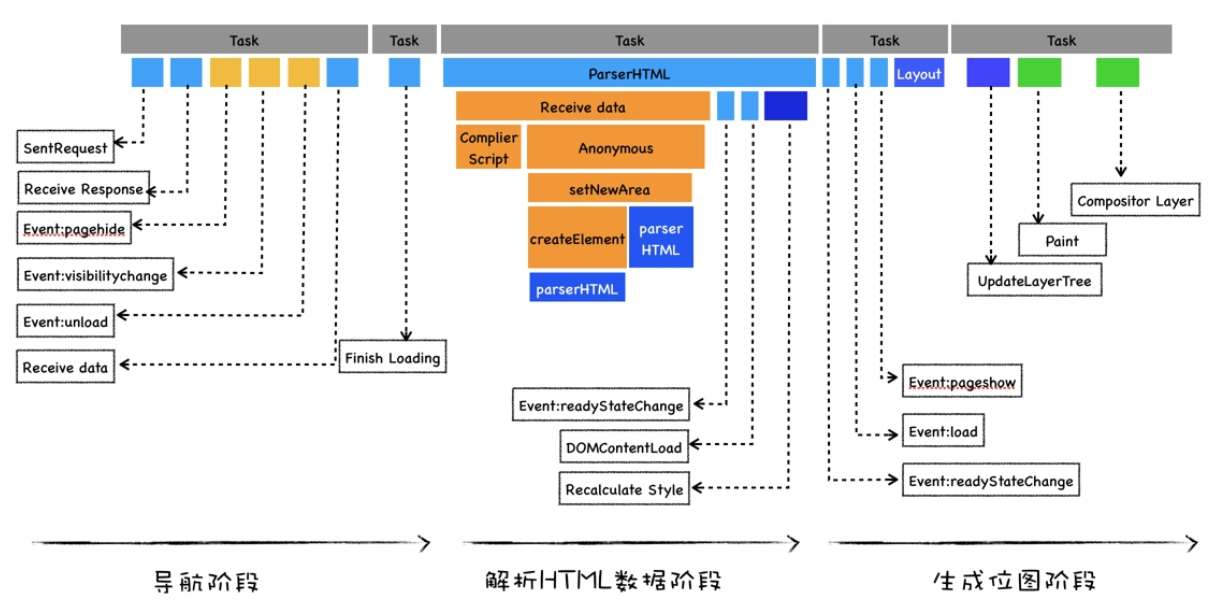 Task
Task
Task
Task
Task
ParserHTML
Layout
Receive data
Complier
Script
Anonymous
setNewArea
createElement
parser
HTML
parserHTML
SentRequest
Receive Response
Event:pagehide
Event:visibilitychange
Event:unload
Receive data
Finish Loading
Event:readyStateChange
DOMContentLoad
Recalculate Style
Compositor Layer
Paint
UpdateLayerTree
Event:pageshow
Event:load
Event:readyStateChange
导航阶段
解析HTML数据阶段
生成位图阶段